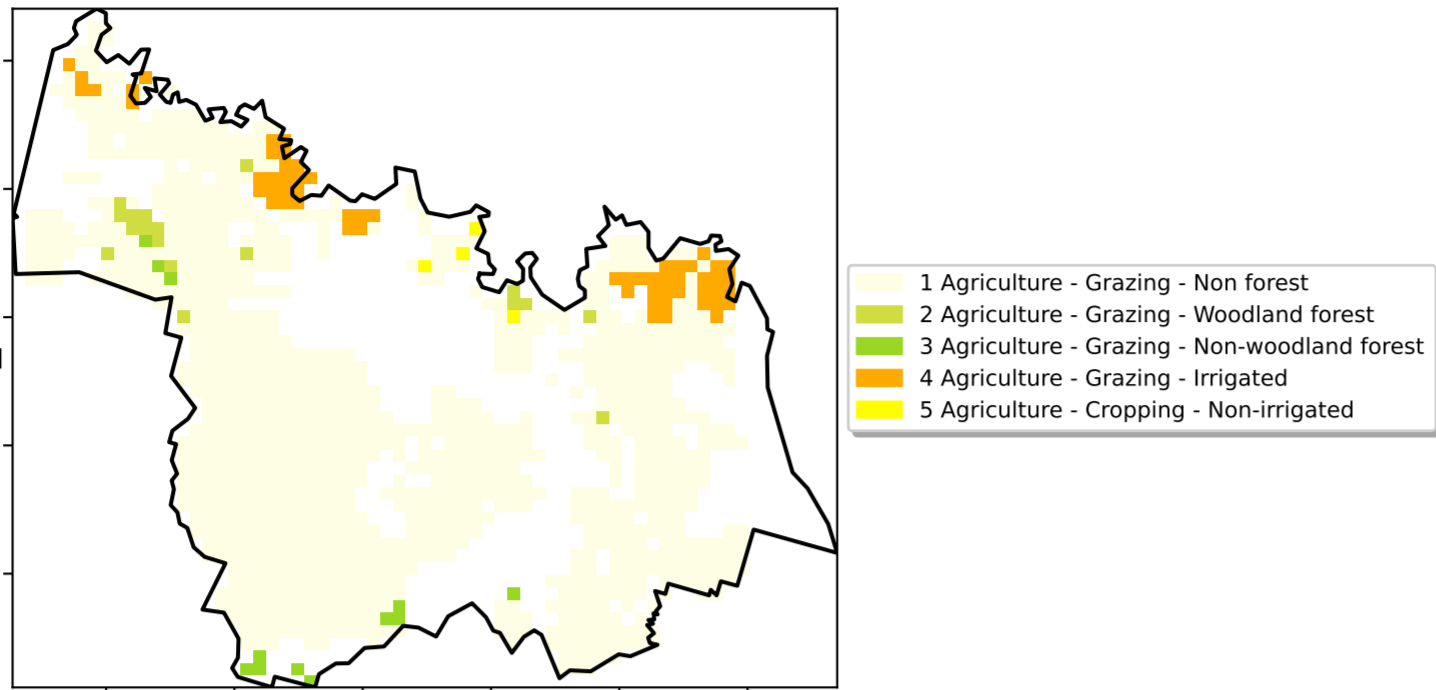 1 Agriculture - Grazing - Non forest
2 Agriculture - Grazing - Woodland forest
3 Agriculture - Grazing - Non-woodland forest
4 Agriculture - Grazing - Irrigated
5 Agriculture - Cropping - Non-irrigated